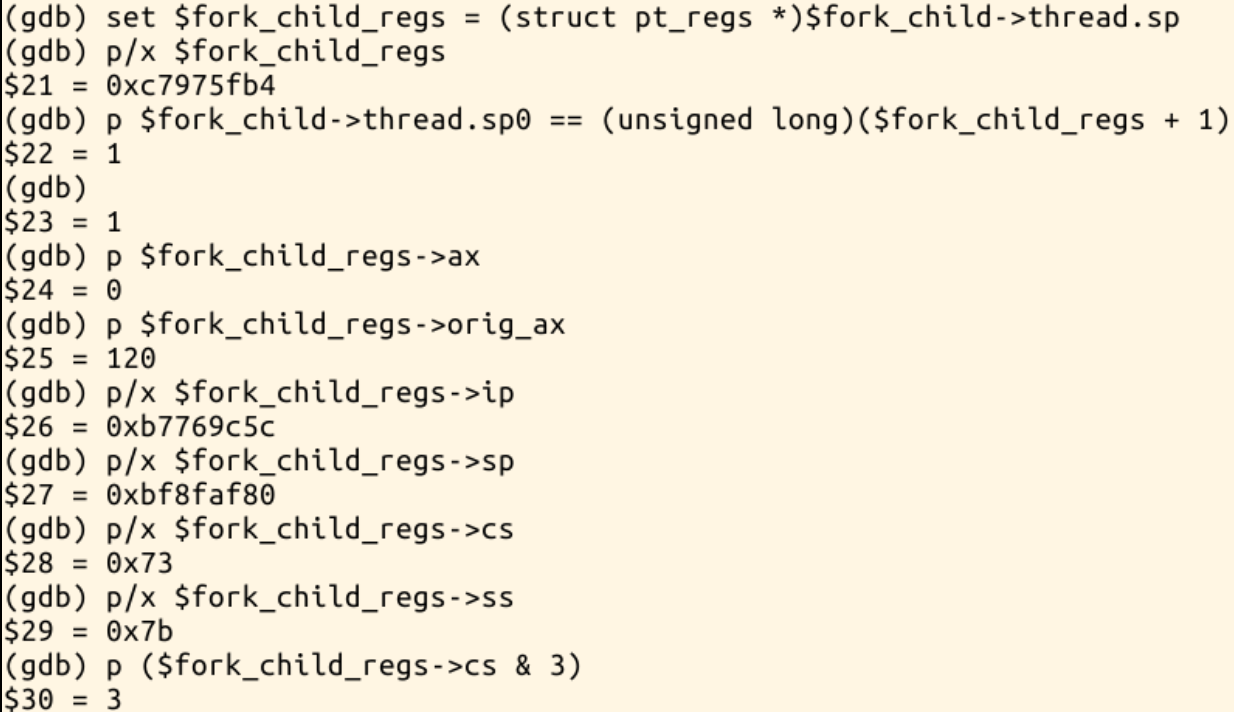 (gdb) set $fork_child_regs = (struct pt_regs *)$fork_child->thread.sp
(gdb) p/x $fork_child_regs
$21 = 0xc7975fb4
(gdb) p $fork_child->thread.sp0 == (unsigned long)($fork_child_regs + 1)
$22 = 1
(gdb)
$23 = 1
(gdb) p $fork_child_regs->ax
$24 = 0
(gdb) p $fork_child_regs->orig_ax
$25 = 120
(gdb) p/x $fork_child_regs->ip
$26 = 0xb7769c5c
(gdb) p/x $fork_child_regs->sp
$27 = 0xbf8faf80
(gdb) p/x $fork_child_regs->cs
$28 = 0x73
(gdb) p/x $fork_child_regs->ss
$29 = 0x7b
(gdb) p ($fork_child_regs->cs & 3)
$30 = 3